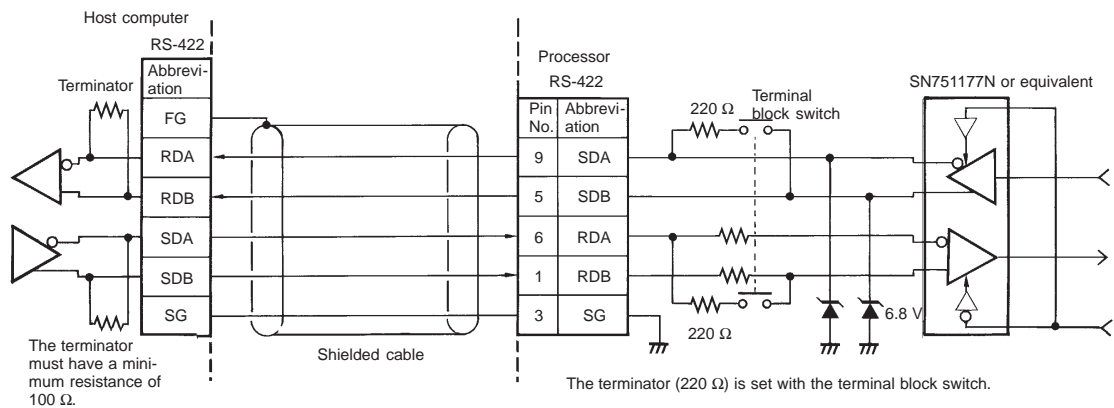 Host computer
RS-422
Terminator
Abbrevi-
ation
FG
RDA
RDB
SDA
SDB
SG
The terminator
must have a mini-
mum resistance of
100 Ω.
Shielded cable
Processor
RS-422
Pin
No.
Abbrevi-
ation
9 SDA
5 SDB
6 RDA
1 RDB
3 SG
220 Ω
Terminal
block switch
220 Ω
6.8 V
SN751177N or equivalent
The terminator (220 Ω) is set with the terminal block switch.